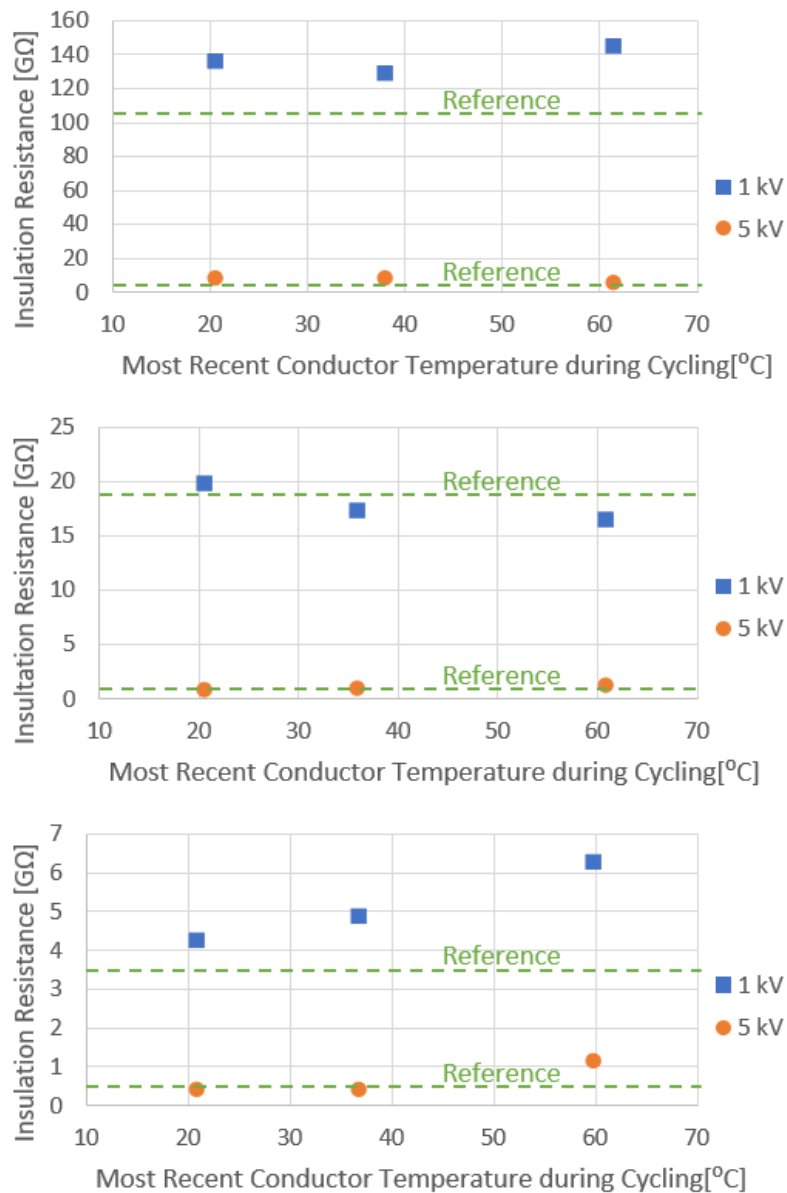 Insulation Resistance [GΩ]
160
140
120
100
80
60
40
20
0
Reference
Reference
1 kV
5 kV
10 20 30 40 50 60 70
Most Recent Conductor Temperature during Cycling[⁰C]
Insultation Resistance [GΩ]
25
20
15
10
5
0
Reference
Reference
1 kV
5 kV
10 20 30 40 50 60 70
Most Recent Conductor Temperature during Cycling[⁰C]
Insulation Resistance [GΩ]
7
6
5
4
3
2
1
0
Reference
Reference
1 kV
5 kV
10 20 30 40 50 60 70
Most Recent Conductor Temperature during Cycling[⁰C]